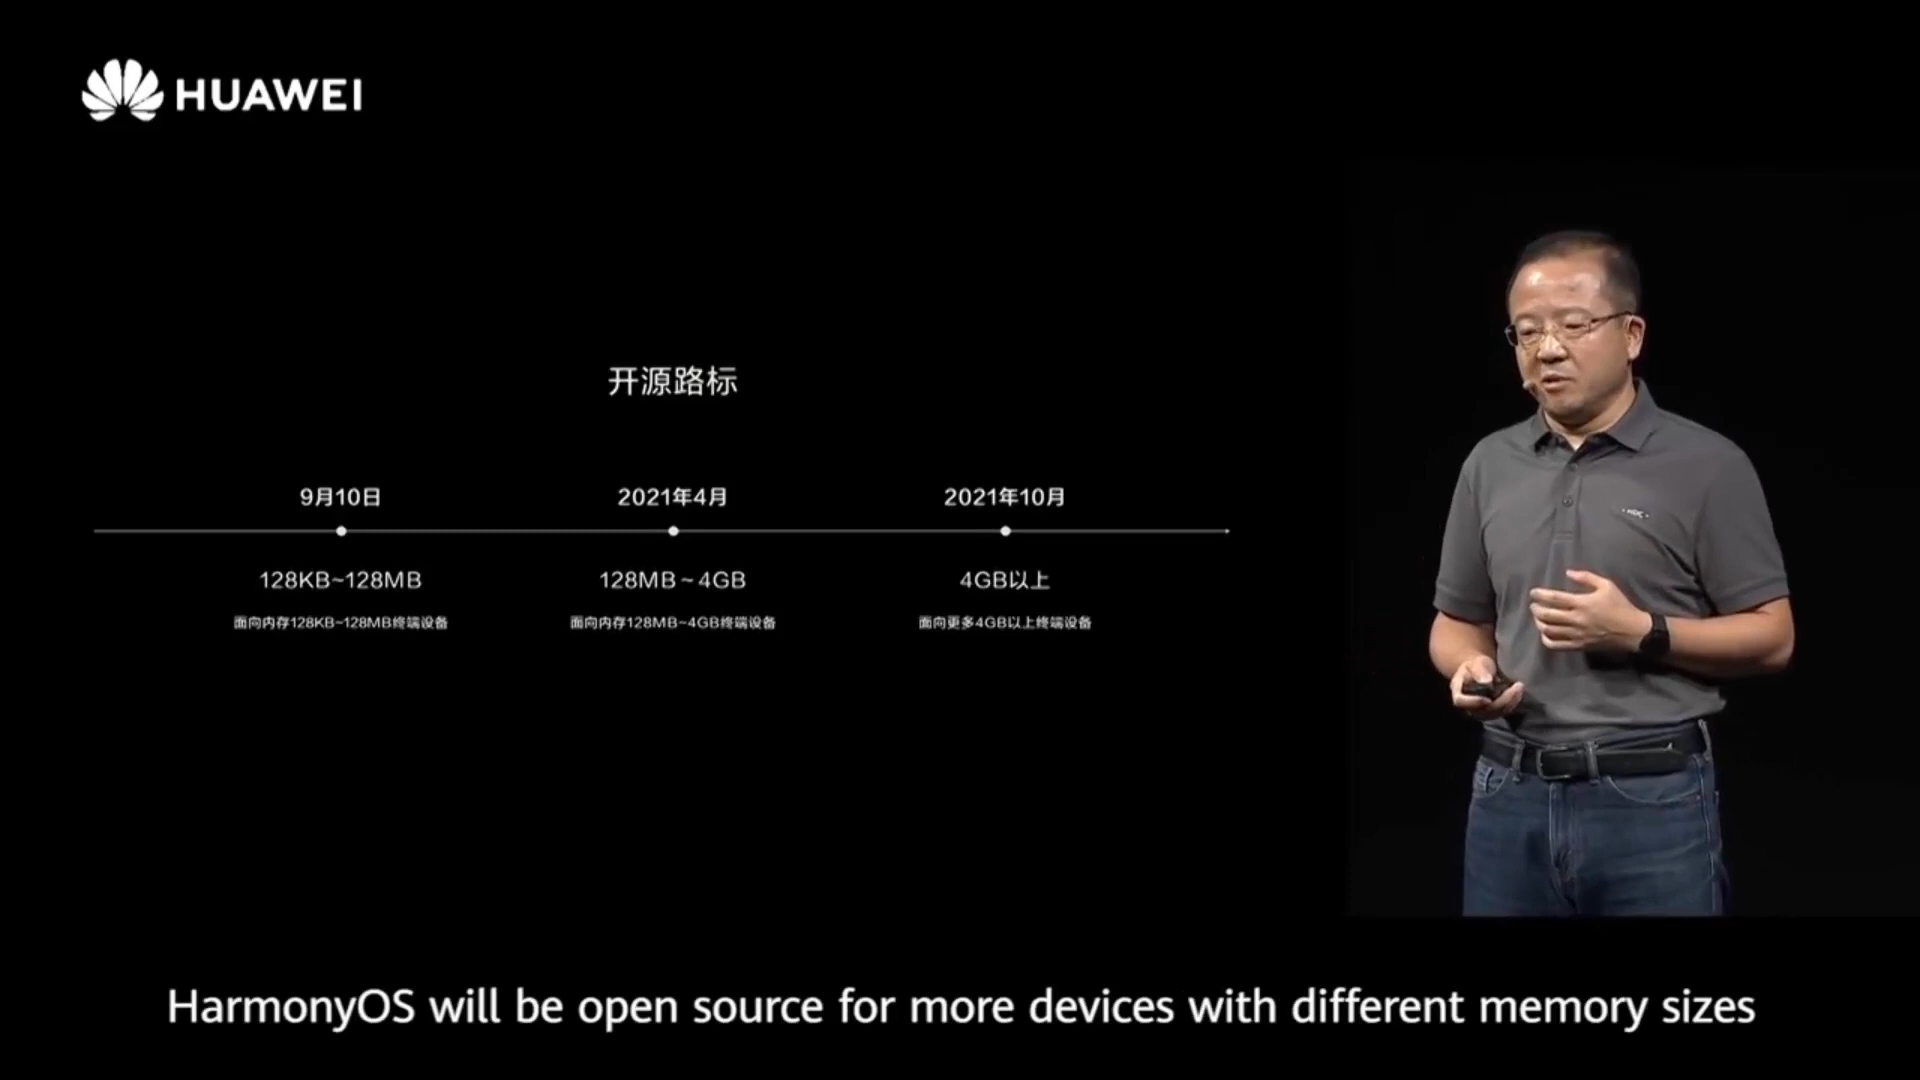 HUAWEI
开源路标
9月10日
2021年4月
2021年10月
128KB~128MB
128MB~4GB
4GB以上
面向内存128KB~128MB终端设备
面向内存128MB~4GB终端设备
面向更多4GB以上终端设备
HDC
HarmonyOS will be open source for more devices with different memory sizes